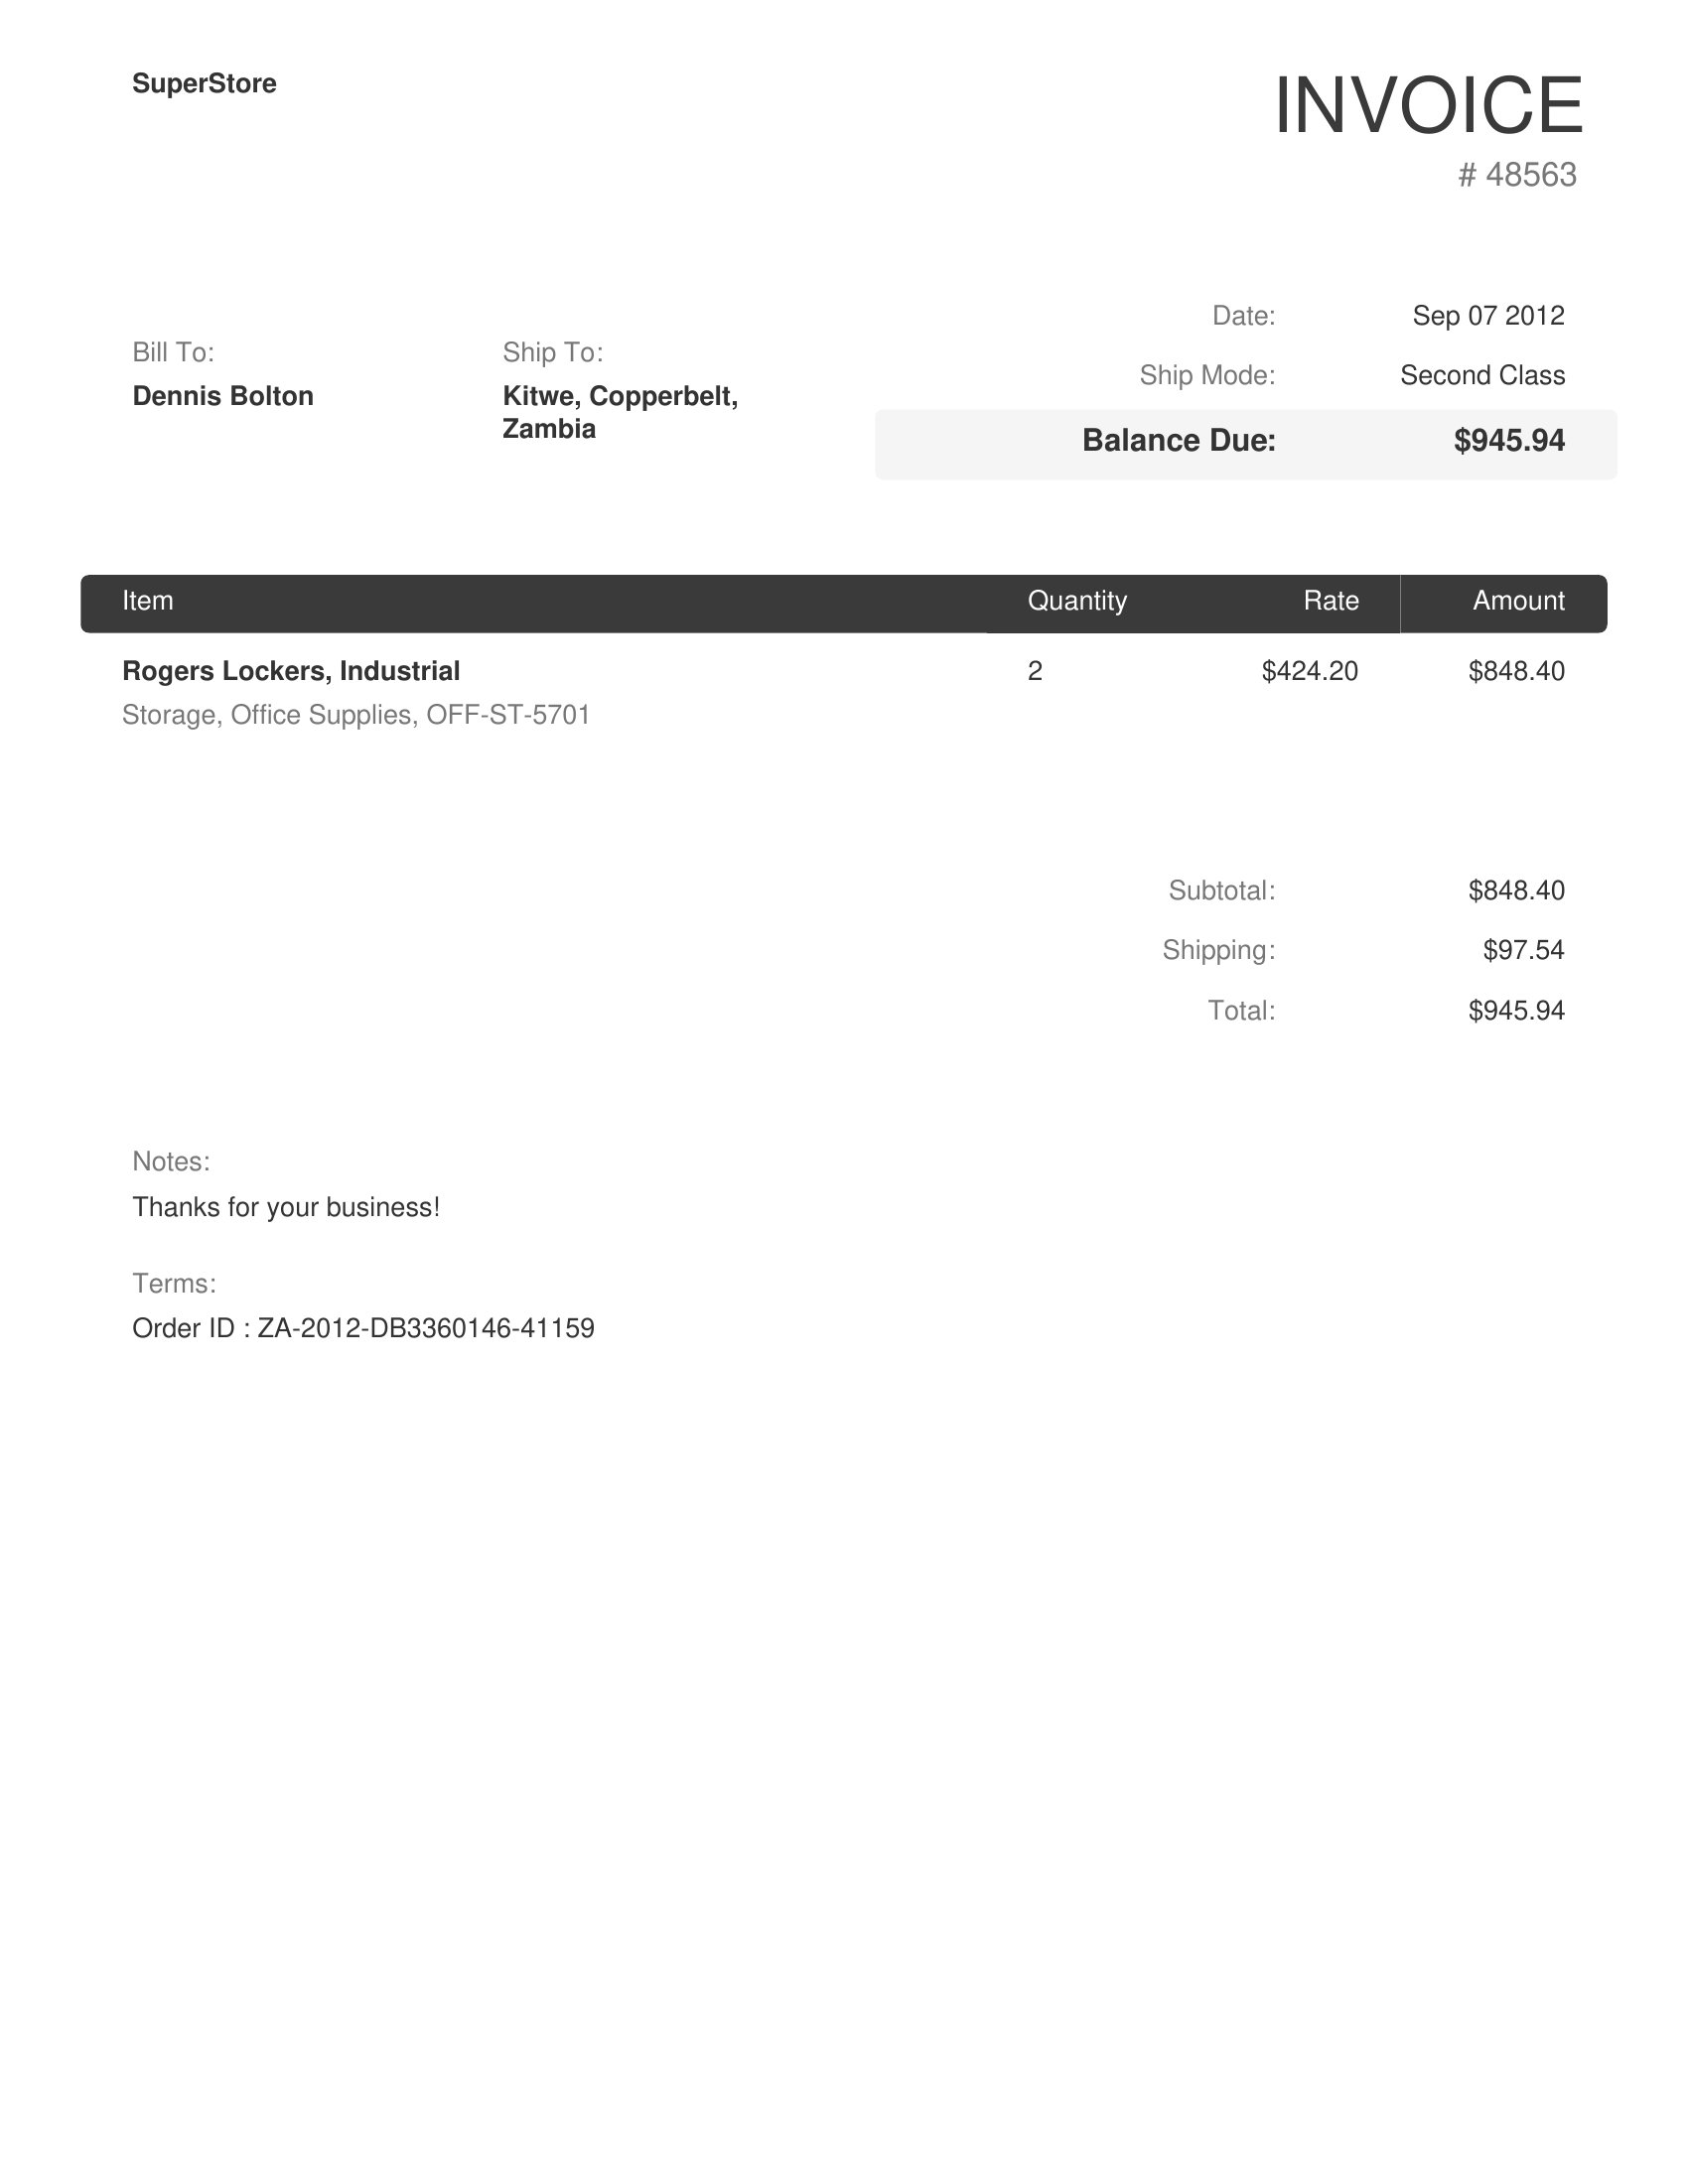 SuperStore
INVOICE
# 48563
Date: Sep 07 2012
Ship Mode: Second Class
Balance Due: $945.94
Bill To:
Dennis Bolton
Ship To:
Kitwe, Copperbelt,
Zambia
Item Quantity Rate Amount
Rogers Lockers, Industrial 2 $424.20 $848.40
Storage, Office Supplies, OFF-ST-5701
Subtotal: $848.40
Shipping: $97.54
Total: $945.94
Notes:
Thanks for your business!
Terms:
Order ID : ZA-2012-DB3360146-41159